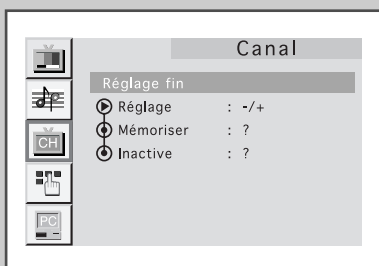 Canal
Réglage fin
Réglage : -/+
Mémoriser : ?
CH
Inactive : ?
PC